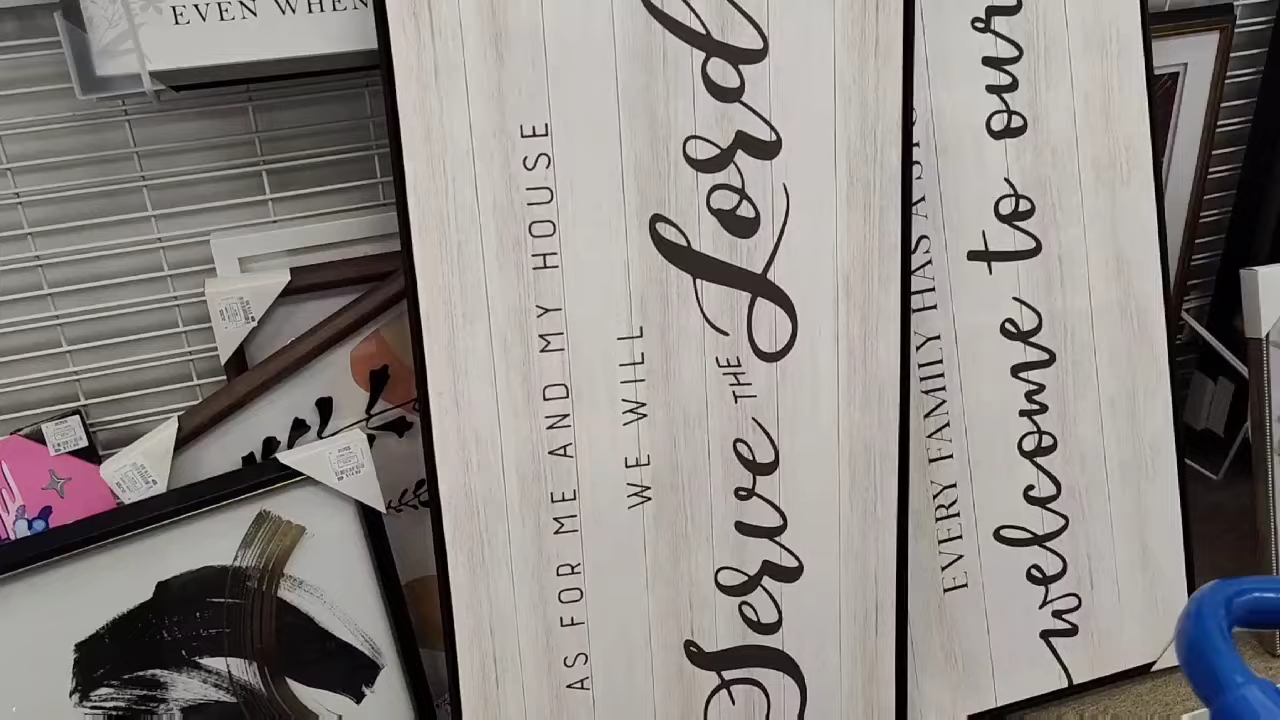 EVEN WHEN
AS FOR ME AND MY HOUSE
WE WILL
Serve THE Lord
EVERY FAMILY HAS A
welcome to our